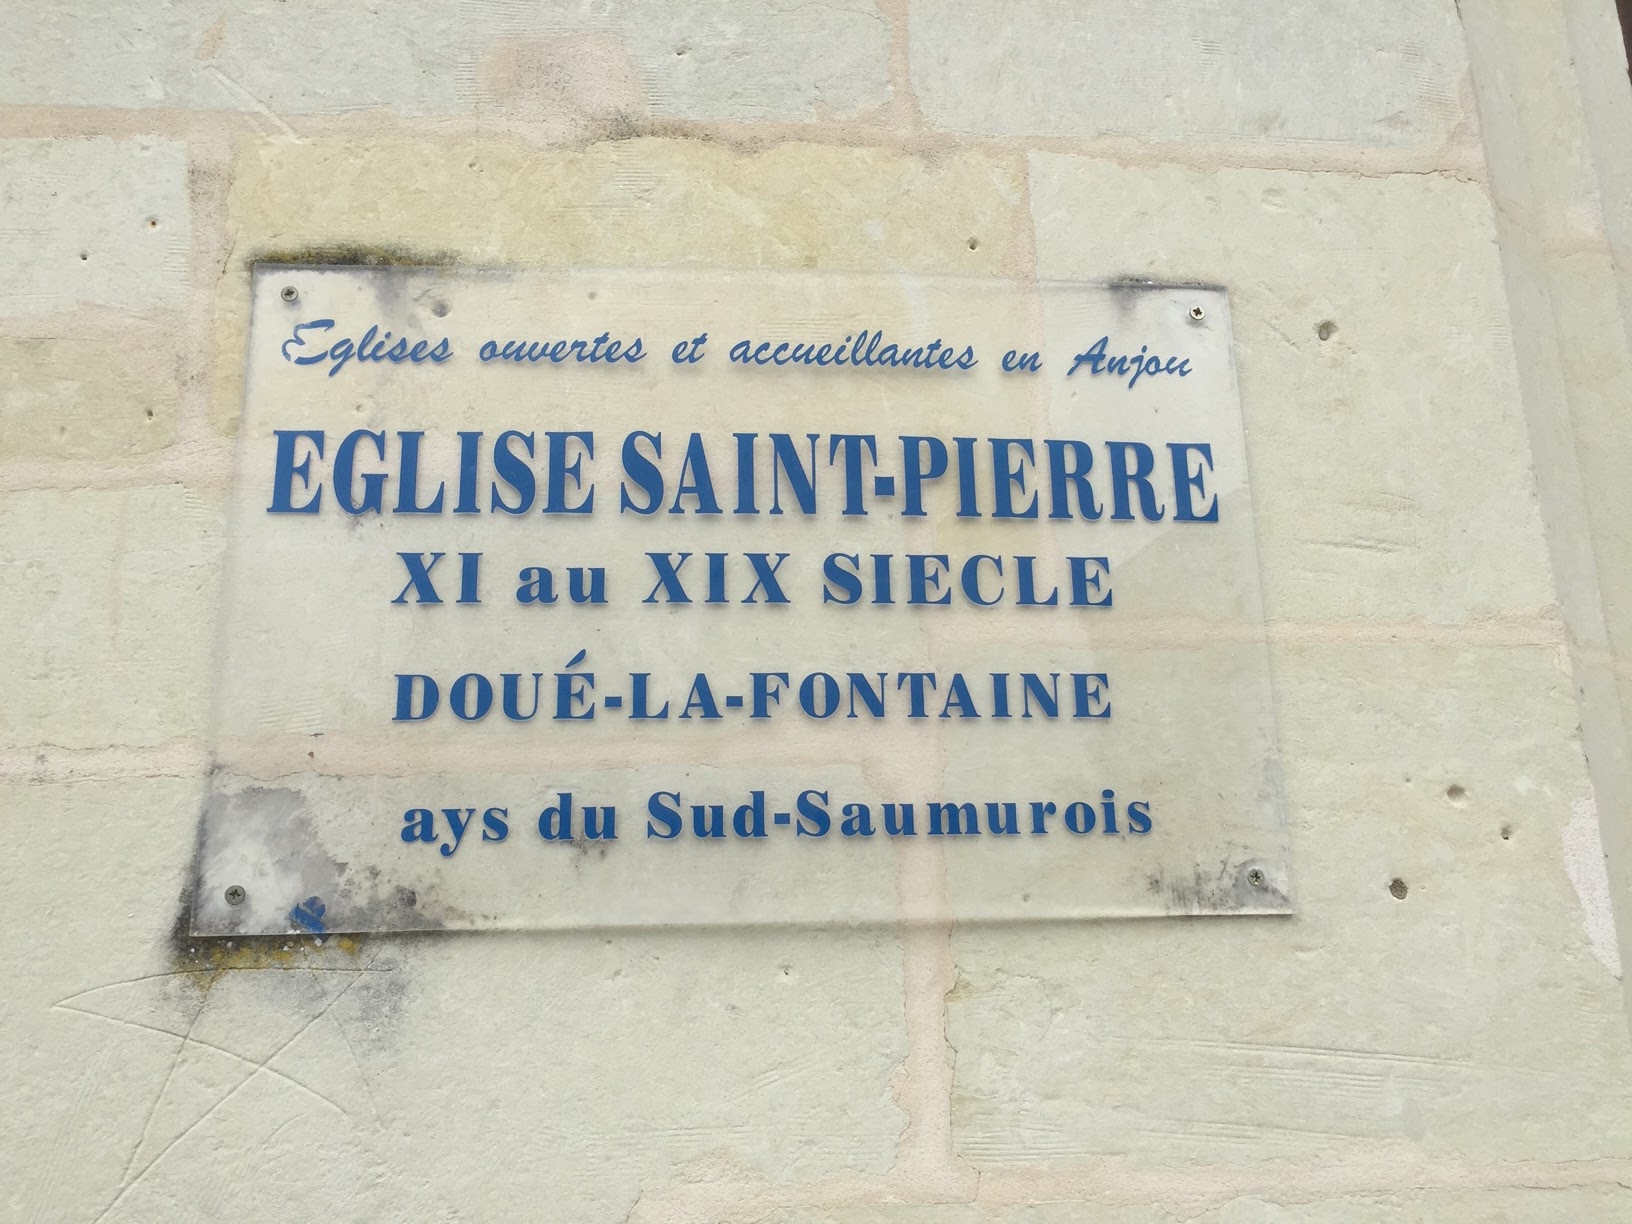 Eglises ouvertes et accueillantes en Anjou
EGLISE SAINT-PIERRE
XI au XIX SIECLE
DOUÉ-LA-FONTAINE
ays du Sud-Saumurois